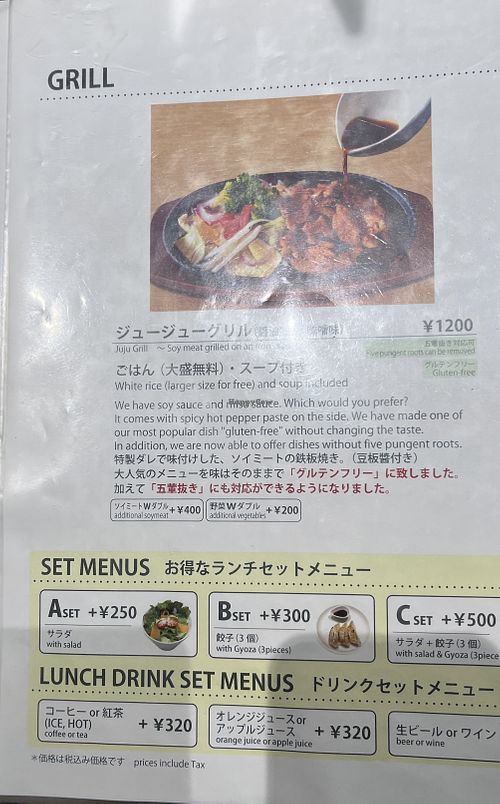 GRILL
ジュージューグリル
¥1200
Juju Grill ～ Soy meat grilled on an iron
五葷抜き対応可
Five pungent roots can be removed
グルテンフリー
Gluten-free
ごはん（大盛無料）・スープ付き
White rice (larger size for free) and soup included
We have soy sauce and miso sauce. Which would you prefer?
It comes with spicy hot pepper paste on the side. We have made one of
our most popular dish "gluten-free" without changing the taste.
In addition, we are now able to offer dishes without five pungent roots.
特製ダレで味付けした、ソイミートの鉄板焼き。（豆板醬付き）
大人気のメニューを味はそのままで「グルテンフリー」に致しました。
加えて「五葷抜き」にも対応ができるようになりました。
ソイミートWダブル +¥400
additional soymeat
野菜Wダブル +¥200
additional vegetables
SET MENUS お得なランチセットメニュー
A SET +¥250
サラダ
with salad
B SET +¥300
餃子（3個）
with Gyoza (3pieces)
C SET +¥500
サラダ + 餃子（3個）
with salad & Gyoza (3pieces
LUNCH DRINK SET MENUS ドリンクセットメニュー
コーヒー or 紅茶
(ICE, HOT)
coffee or tea
+ ¥320
オレンジジュース or
アップルジュース
orange juice or apple juice
+ ¥320
生ビール or ワイン
beer or wine
＊価格は税込み価格です prices include Tax